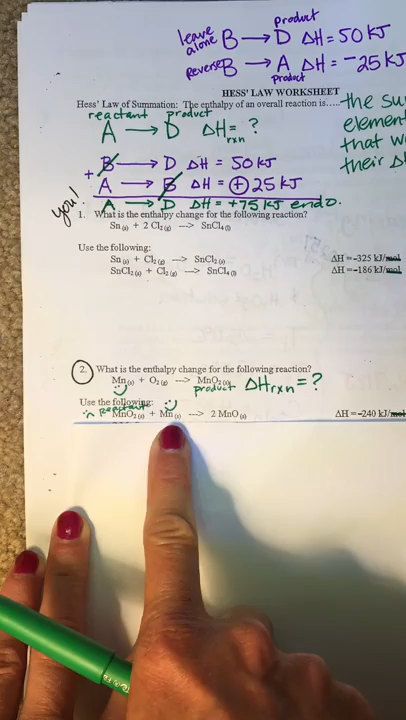 leave alone B → D ΔH = 50 KJ
product
reverse B → A ΔH = -25 KJ
product
HESS' LAW WORKSHEET
Hess' Law of Summation: The enthalpy of an overall reaction is…. the su
element
that w
their Δ
reactant product
A → D ΔH rxn = ?
B → D ΔH = 50 KJ
+ A → B ΔH = + 25 KJ
you! A → D ΔH = +75 KJ endo.
1. What is the enthalpy change for the following reaction?
Sn (s) + 2 Cl2 (g) --> SnCl4 (l)
Use the following:
Sn (s) + Cl2 (g) --> SnCl2 (s) ΔH = -325 kJ/mol
SnCl2 (s) + Cl2 (g) --> SnCl4 (l) ΔH = -186 kJ/mol
2. What is the enthalpy change for the following reaction?
Mn (s) + O2 (g) --> MnO2 (s) ΔH rxn = ?
product
Use the following:
Reactant
MnO2 (s) + Mn (s) --> 2 MnO (s) ΔH = -240 kJ/mol